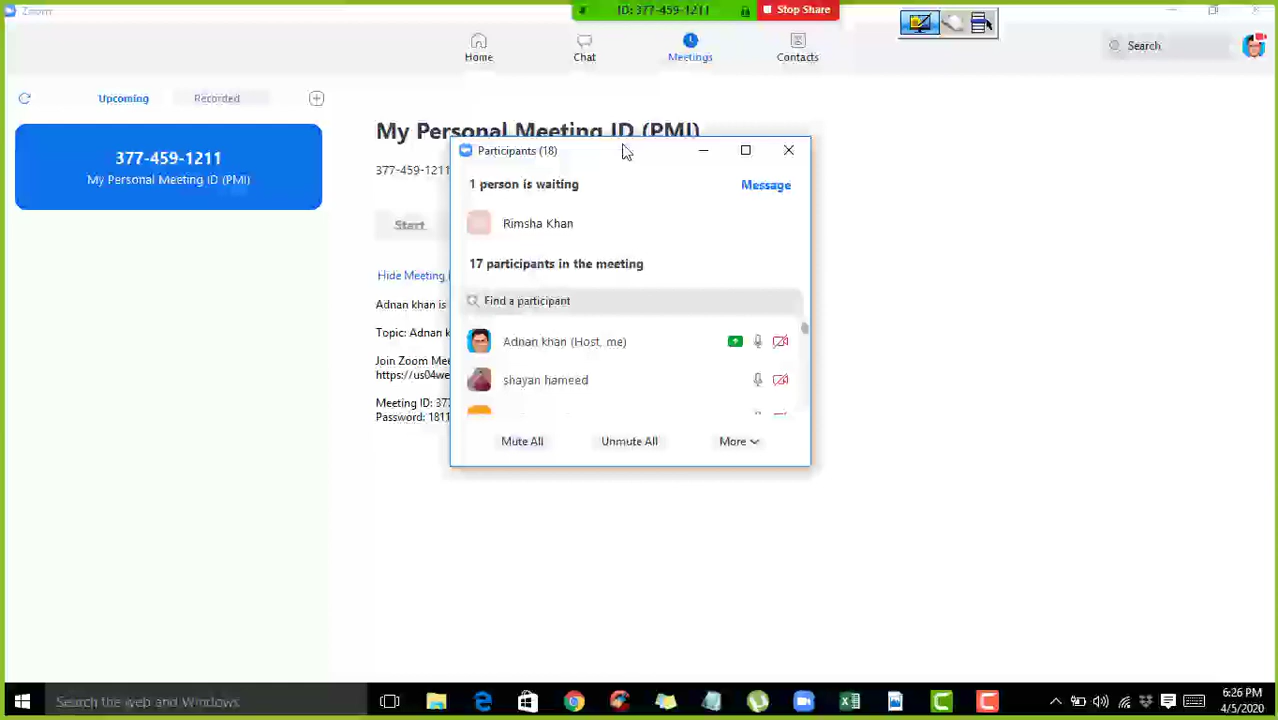 Zoom
ID: 377-459-1211
Stop Share
Home
Chat
Meetings
Contacts
Search
Upcoming
Recorded
377-459-1211
My Personal Meeting ID (PMI)
My Personal Meeting ID (PMI)
377-459-1211
Start
Hide Meeting
Adnan khan is
Topic: Adnan k
Join Zoom Mee
https://us04we
Meeting ID: 37
Password: 1811
Participants (18)
1 person is waiting
Message
Rimsha Khan
17 participants in the meeting
Find a participant
Adnan khan (Host, me)
shayan hameed
Mute All
Unmute All
More
Search the web and Windows
6:26 PM
4/5/2020